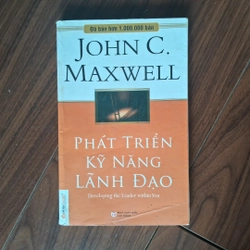 Đã bán hơn 1.000.000 bản
JOHN C.
MAXWELL
PHÁT TRIỂN
KỸ NĂNG
LÃNH ĐẠO
Developing the Leader within You